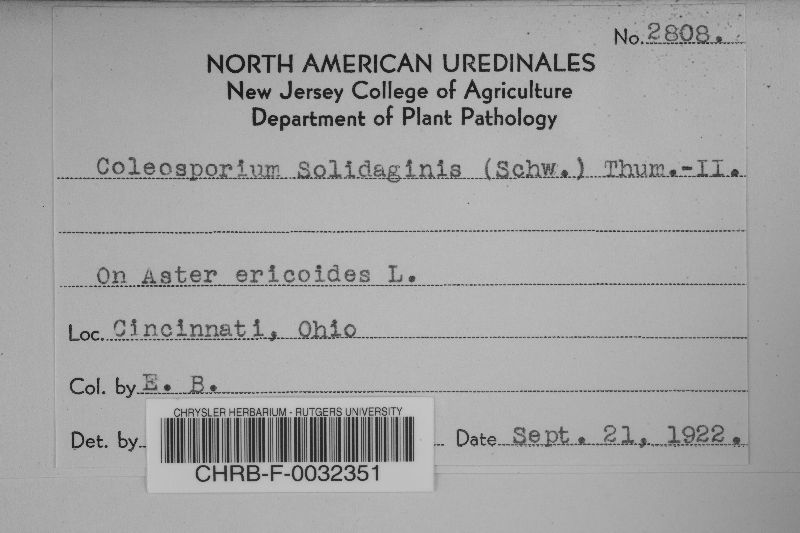 No. 2808.
NORTH AMERICAN UREDINALES
New Jersey College of Agriculture
Department of Plant Pathology
Coleosporium Solidaginis (Schw.) Thum.-II.
On Aster ericoides L.
Loc. Cincinnati, Ohio
Col. by E. B.
Det. by Date Sept. 21, 1922.
CHRYSLER HERBARIUM - RUTGERS UNIVERSITY
CHRB-F-0032351